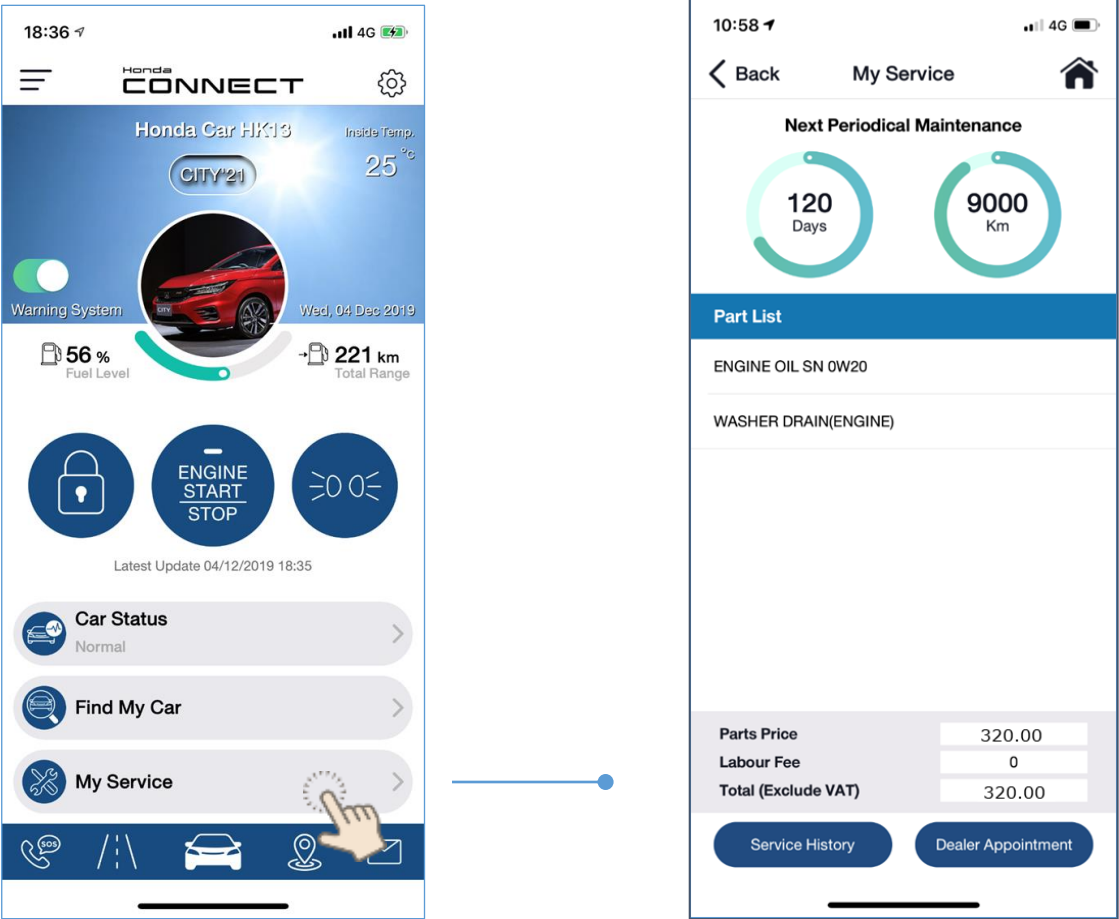 18:36
4G
Honda
CONNECT
Honda Car HK13
Inside Temp.
CITY'21
25 °C
CITY
Warning System
Wed, 04 Dec 2019
56 %
Fuel Level
221 km
Total Range
ENGINE
START
STOP
Latest Update 04/12/2019 18:35
Car Status
Normal
Find My Car
My Service
SOS
10:58
4G
Back
My Service
Next Periodical Maintenance
120
Days
9000
Km
Part List
ENGINE OIL SN 0W20
WASHER DRAIN(ENGINE)
Parts Price 320.00
Labour Fee 0
Total (Exclude VAT) 320.00
Service History
Dealer Appointment